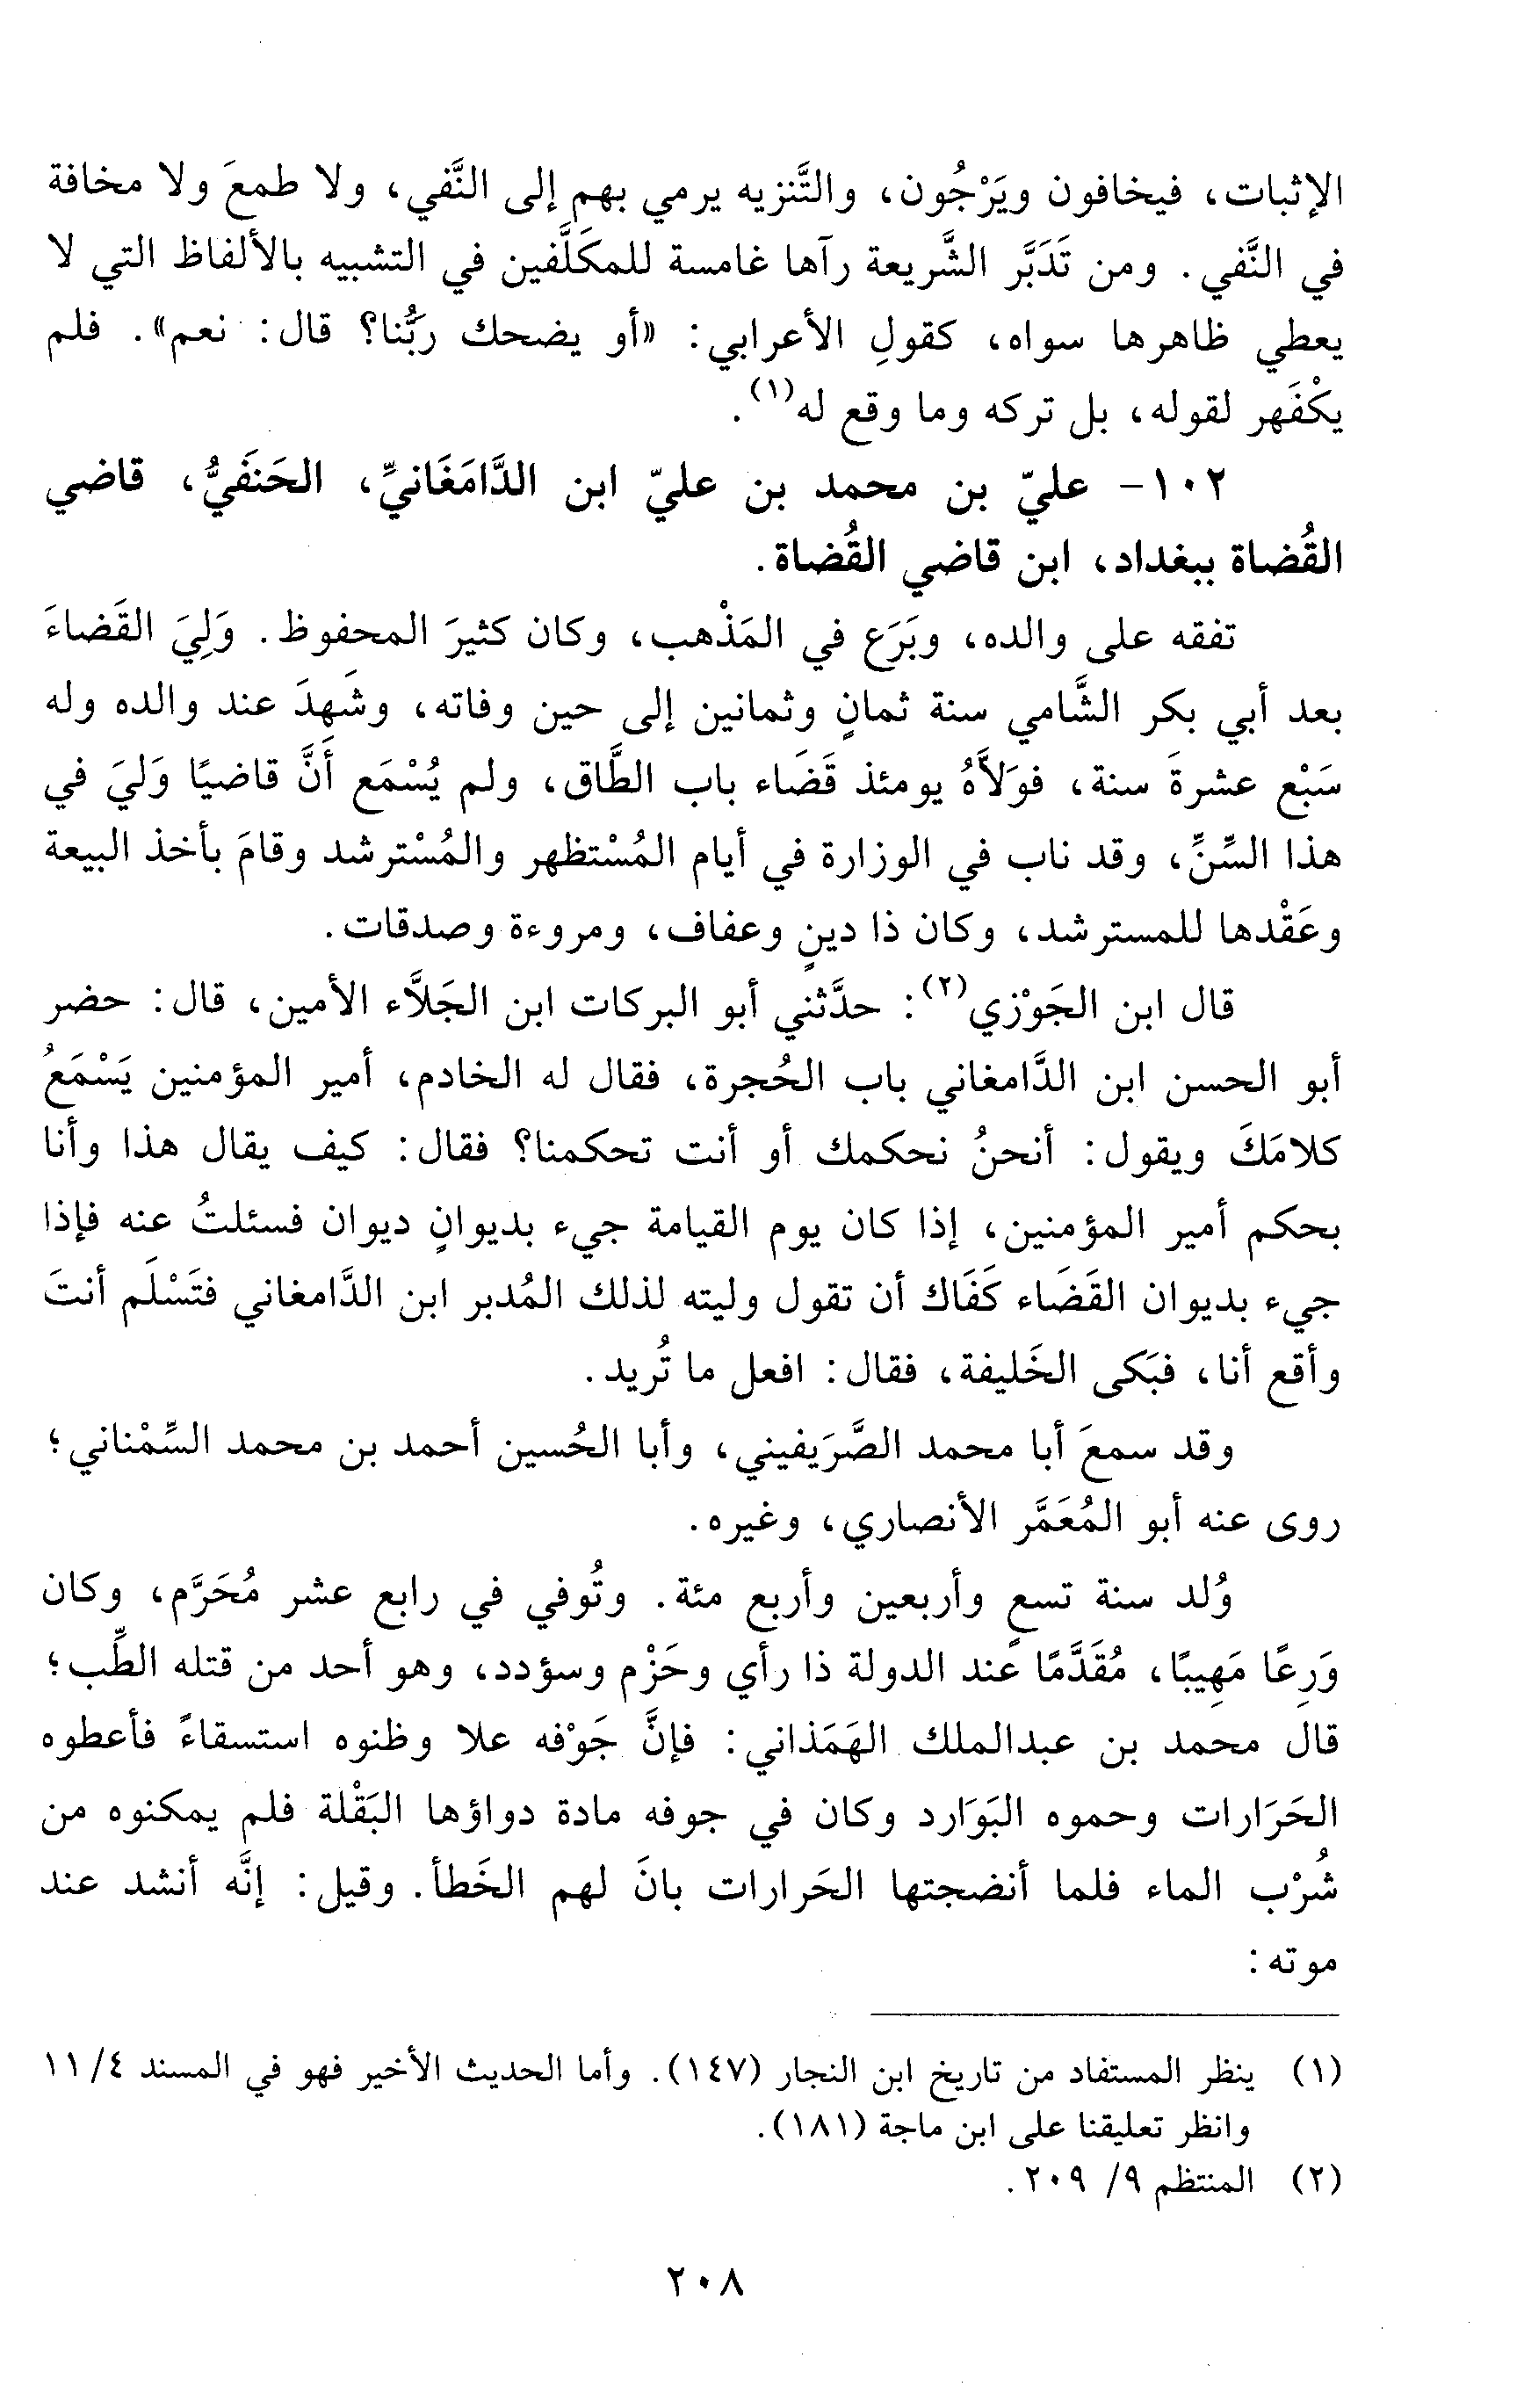 الإثبات، فيخافون ويَرْجُون، والتَّنزيه يرمي بهم إلى النَّفي، ولا طمعَ ولا مخافة
في النَّفي. ومن تَدَبَّر الشَّريعة رآها غامسة للمكَلَّفين في التشبيه بالألفاظ التي لا
يعطي ظاهرها سواه، كقولِ الأعرابي: «أو يضحك ربُّنا؟ قال: نعم». فلم
يكْفَهر لقوله، بل تركه وما وقع له(١).
١٠٢- عليّ بن محمد بن عليّ ابن الدَّامَغَانيِّ، الحَنَفَيُّ، قاضي
القُضاة ببغداد، ابن قاضي القُضاة.
تفقه على والده، وبَرَع في المَذْهب، وكان كثيرَ المحفوظ. وَلِيَ القَضاءَ
بعد أبي بكر الشَّامي سنة ثمانٍ وثمانين إلى حين وفاته، وشَهِدَ عند والده وله
سَبْع عشرةَ سنة، فوَلاَّهُ يومئذ قَضَاء باب الطَّاق، ولم يُسْمَع أَنَّ قاضيًا وَليَ في
هذا السِّنِّ، وقد ناب في الوزارة في أيام المُسْتظهر والمُسْترشد وقامَ بأخذ البيعة
وعَقْدها للمسترشد، وكان ذا دينٍ وعفاف، ومروءة وصدقات.
قال ابن الجَوْزي(٢): حدَّثني أبو البركات ابن الجَلاَّء الأمين، قال: حضر
أبو الحسن ابن الدَّامغاني باب الحُجرة، فقال له الخادم، أمير المؤمنين يَسْمَعُ
كلامَكَ ويقول: أنحنُ نحكمك أو أنت تحكمنا؟ فقال: كيف يقال هذا وأنا
بحكم أمير المؤمنين، إذا كان يوم القيامة جيء بديوانٍ ديوان فسئلتُ عنه فإذا
جيء بديوان القَضَاء كَفَاك أن تقول وليته لذلك المُدبر ابن الدَّامغاني فتَسْلَم أنتَ
وأقع أنا، فبَكى الخَليفة، فقال: افعل ما تُريد.
وقد سمعَ أبا محمد الصَّرَيفيني، وأبا الحُسين أحمد بن محمد السِّمْناني؛
روى عنه أبو المُعَمَّر الأنصاري، وغيره.
وُلد سنة تسعٍ وأربعين وأربع مئة. وتُوفي في رابع عشر مُحَرَّم، وكان
وَرِعًا مَهِيبًا، مُقَدَّمًا عند الدولة ذا رأي وحَزْم وسؤدد، وهو أحد من قتله الطِّب؛
قال محمد بن عبدالملك الهَمَذاني: فإنَّ جَوْفه علا وظنوه استسقاءً فأعطوه
الحَرَارات وحموه البَوَارد وكان في جوفه مادة دواؤها البَقْلة فلم يمكنوه من
شُرْب الماء فلما أنضجتها الحَرارات بانَ لهم الخَطأ. وقيل: إنَّه أنشد عند
موته:
(١) ينظر المستفاد من تاريخ ابن النجار (١٤٧). وأما الحديث الأخير فهو في المسند ٤/ ١١
وانظر تعليقنا على ابن ماجة (١٨١).
(٢) المنتظم ٩/ ٢٠٩.
٢٠٨